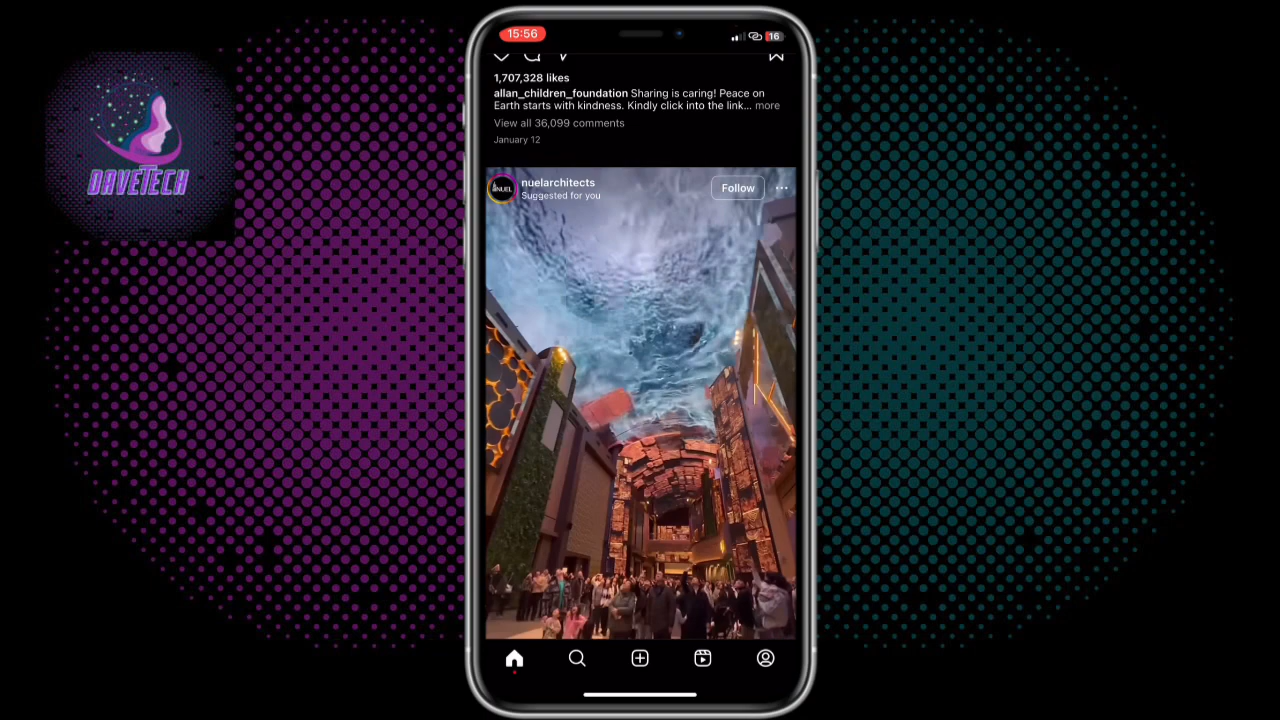 15:56
16
1,707,328 likes
allan_children_foundation Sharing is caring! Peace on
Earth starts with kindness. Kindly click into the link... more
View all 36,099 comments
January 12
DAVETECH
NUEL
nuelarchitects
Suggested for you
Follow